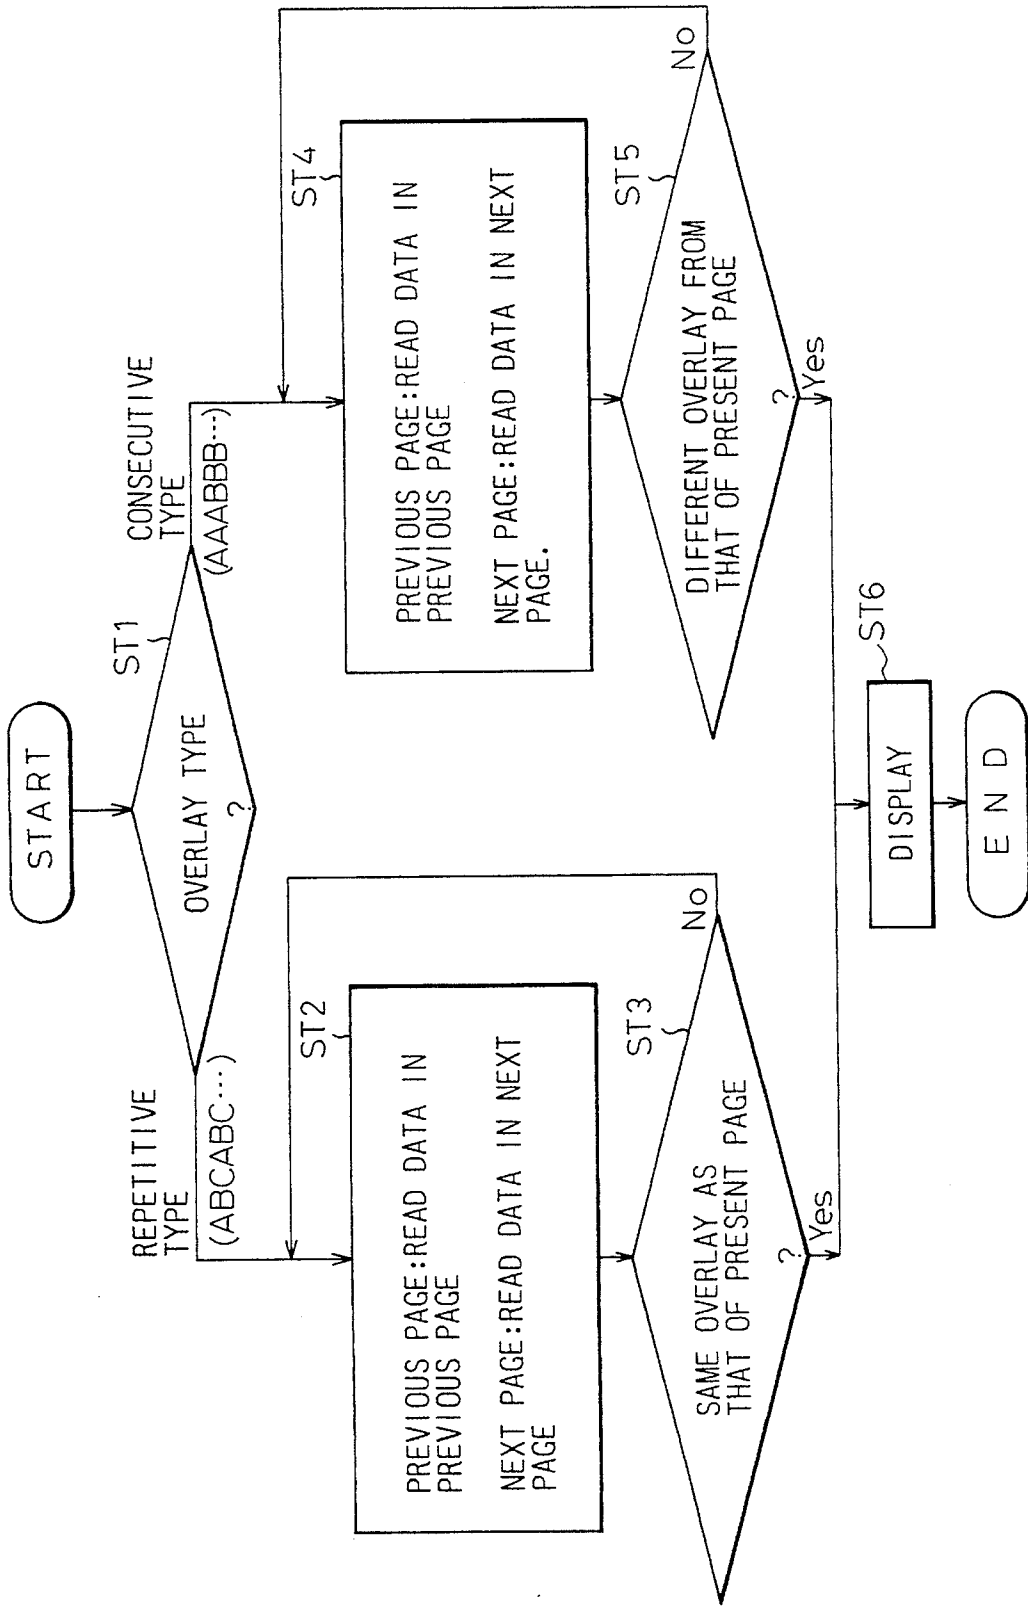 START
ST1
OVERLAY TYPE
?
REPETITIVE
TYPE
(ABCABC···)
CONSECUTIVE
TYPE
(AAABBB···)
ST2
PREVIOUS PAGE:READ DATA IN
PREVIOUS PAGE
NEXT PAGE:READ DATA IN NEXT
PAGE
ST3
SAME OVERLAY AS
THAT OF PRESENT PAGE
?
No
Yes
ST4
PREVIOUS PAGE:READ DATA IN
PREVIOUS PAGE
NEXT PAGE:READ DATA IN NEXT
PAGE.
ST5
DIFFERENT OVERLAY FROM
THAT OF PRESENT PAGE
?
No
Yes
ST6
DISPLAY
END